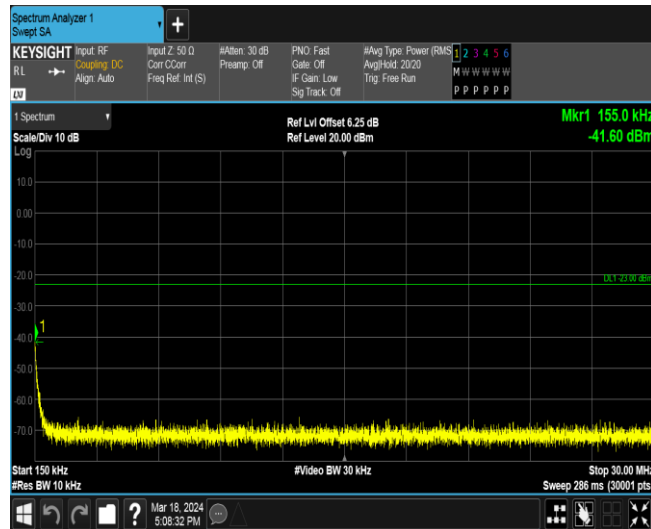 Spectrum Analyzer 1
Swept SA
+
KEYSIGHT
RL
LXI
Input: RF
Coupling: DC
Align: Auto
Input Z: 50 Ω
Corr CCorr
Freq Ref: Int (S)
#Atten: 30 dB
Preamp: Off
PNO: Fast
Gate: Off
IF Gain: Low
Sig Track: Off
#Avg Type: Power (RMS
Avg|Hold: 20/20
Trig: Free Run
1 2 3 4 5 6
M W W W W W
P P P P P P
1 Spectrum
Scale/Div 10 dB
Log
Ref Lvl Offset 6.25 dB
Ref Level 20.00 dBm
Mkr1 155.0 kHz
-41.60 dBm
10.0
0.00
-10.0
-20.0
DL1 -23.00 dBm
-30.0
1
-40.0
-50.0
-60.0
-70.0
Start 150 kHz
#Video BW 30 kHz
Stop 30.00 MHz
#Res BW 10 kHz
Sweep 286 ms (30001 pts)
?
Mar 18, 2024
5:08:32 PM